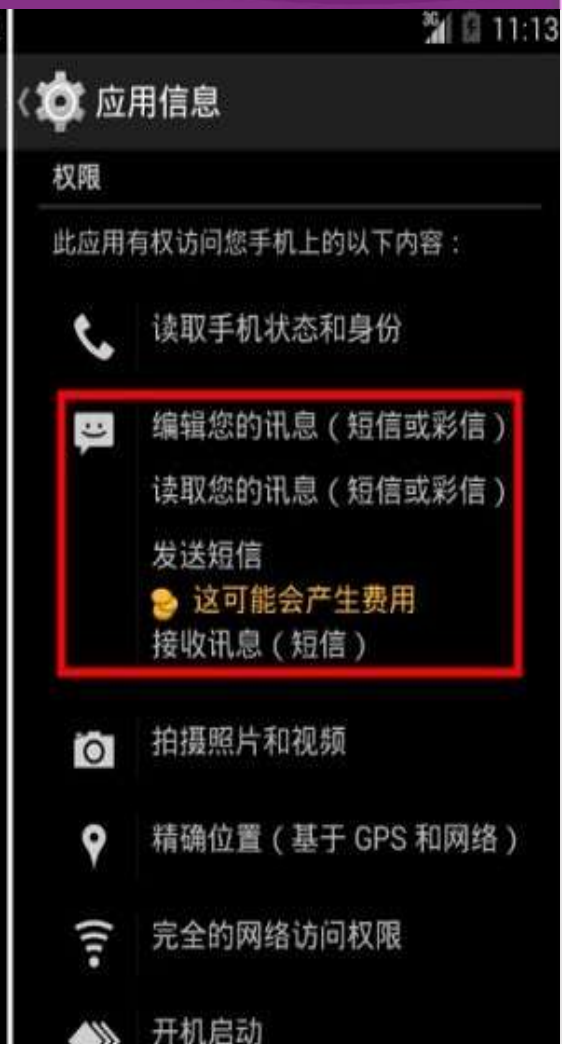 3G 11:13
应用信息
权限
此应用有权访问您手机上的以下内容：
读取手机状态和身份
编辑您的讯息（短信或彩信）
读取您的讯息（短信或彩信）
发送短信
这可能会产生费用
接收讯息（短信）
拍摄照片和视频
精确位置（基于 GPS 和网络）
完全的网络访问权限
开机启动